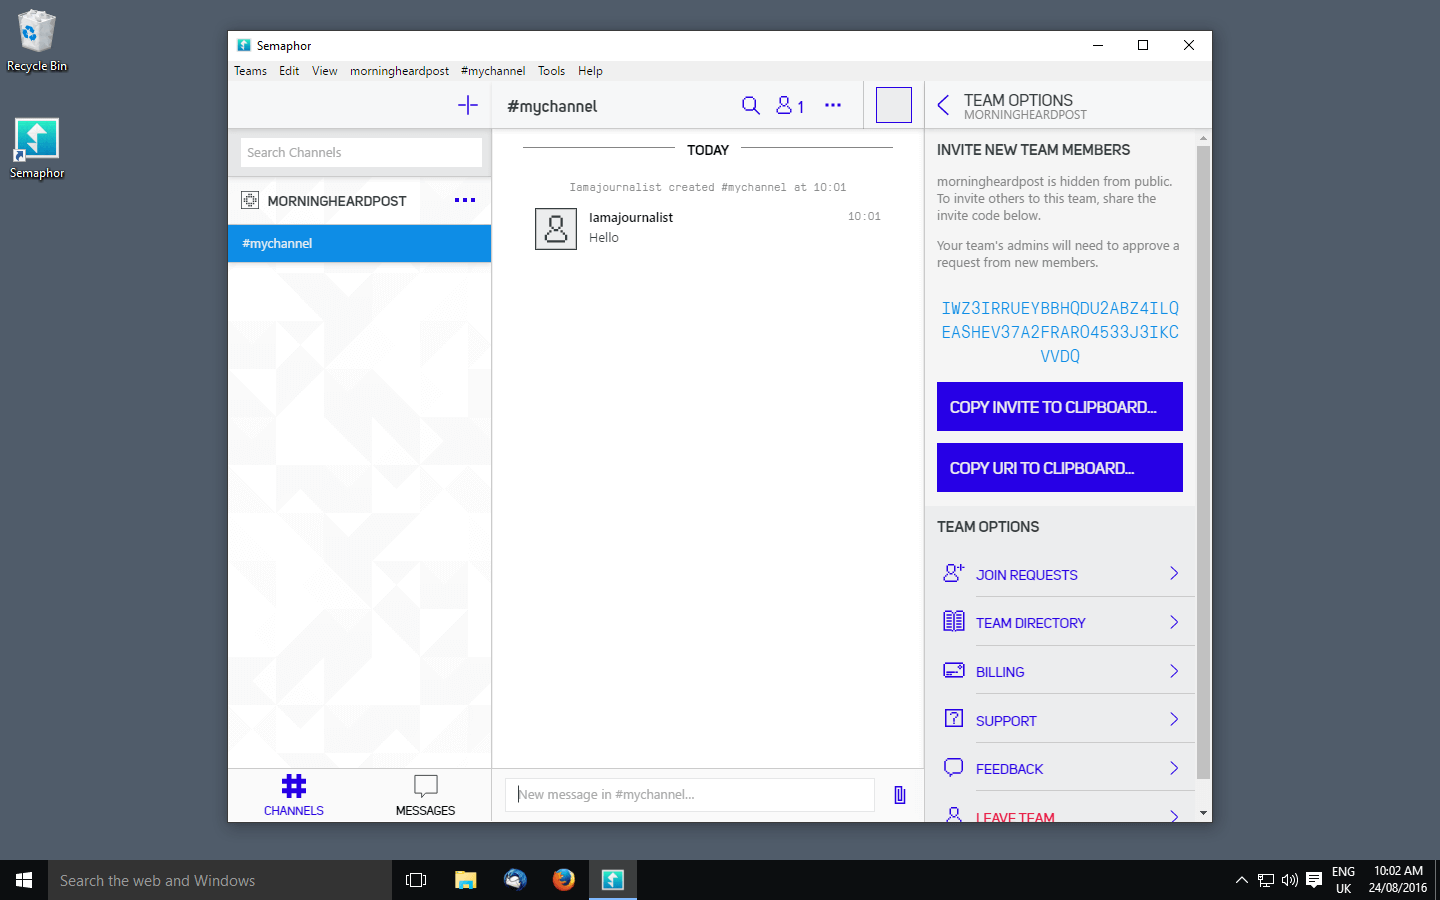 Recycle Bin
Semaphor
Semaphor
Teams Edit View morningheardpost #mychannel Tools Help
Search Channels
MORNINGHEARDPOST
#mychannel
CHANNELS
MESSAGES
#mychannel
1
TODAY
Iamajournalist created #mychannel at 10:01
Iamajournalist 10:01
Hello
New message in #mychannel...
TEAM OPTIONS
MORNINGHEARDPOST
INVITE NEW TEAM MEMBERS
morningheardpost is hidden from public.
To invite others to this team, share the
invite code below.
Your team's admins will need to approve a
request from new members.
IWZ3IRRUEYBBHQDU2ABZ4ILQ
EASHEV37A2FRARO4533J3IKC
VVDQ
COPY INVITE TO CLIPBOARD...
COPY URI TO CLIPBOARD...
TEAM OPTIONS
JOIN REQUESTS
TEAM DIRECTORY
BILLING
SUPPORT
FEEDBACK
LEAVE TEAM
Search the web and Windows
ENG
UK
10:02 AM
24/08/2016